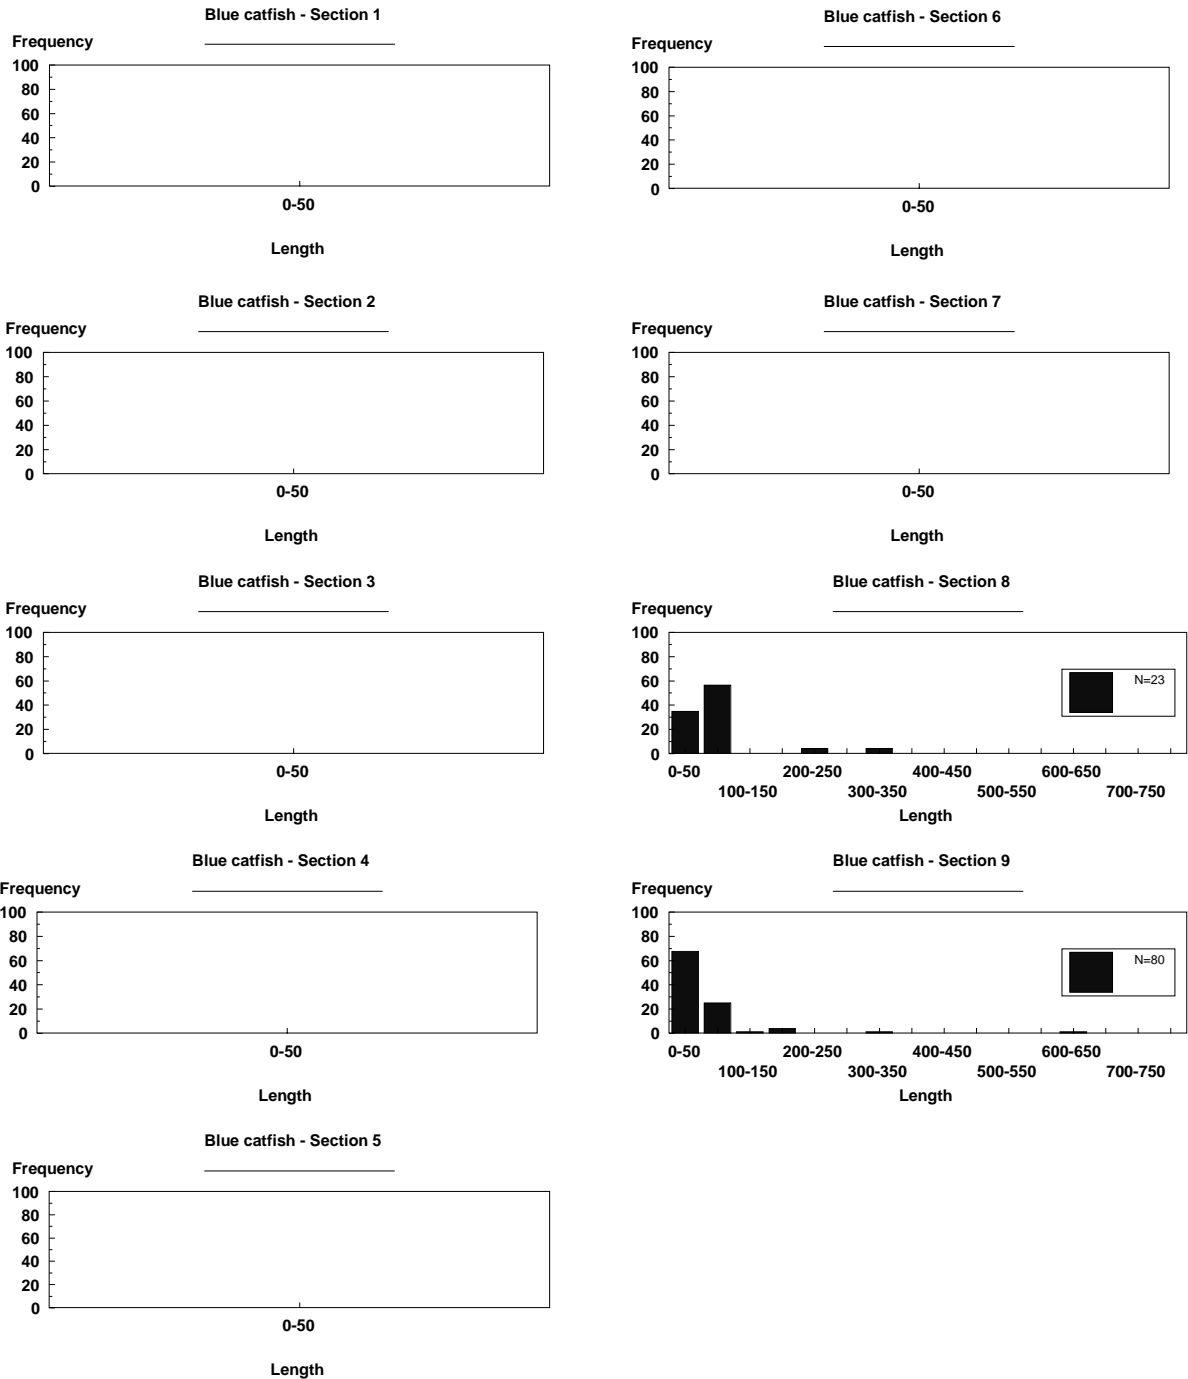 Blue catfish - Section 1
Frequency
100
80
60
40
20
0
0-50
Length
Blue catfish - Section 2
Frequency
100
80
60
40
20
0
0-50
Length
Blue catfish - Section 3
Frequency
100
80
60
40
20
0
0-50
Length
Blue catfish - Section 4
Frequency
100
80
60
40
20
0
0-50
Length
Blue catfish - Section 5
Frequency
100
80
60
40
20
0
0-50
Length
Blue catfish - Section 6
Frequency
100
80
60
40
20
0
0-50
Length
Blue catfish - Section 7
Frequency
100
80
60
40
20
0
0-50
Length
Blue catfish - Section 8
Frequency
100
80
60
40
20
0
N=23
0-50 200-250 400-450 600-650
100-150 300-350 500-550 700-750
Length
Blue catfish - Section 9
Frequency
100
80
60
40
20
0
N=80
0-50 200-250 400-450 600-650
100-150 300-350 500-550 700-750
Length